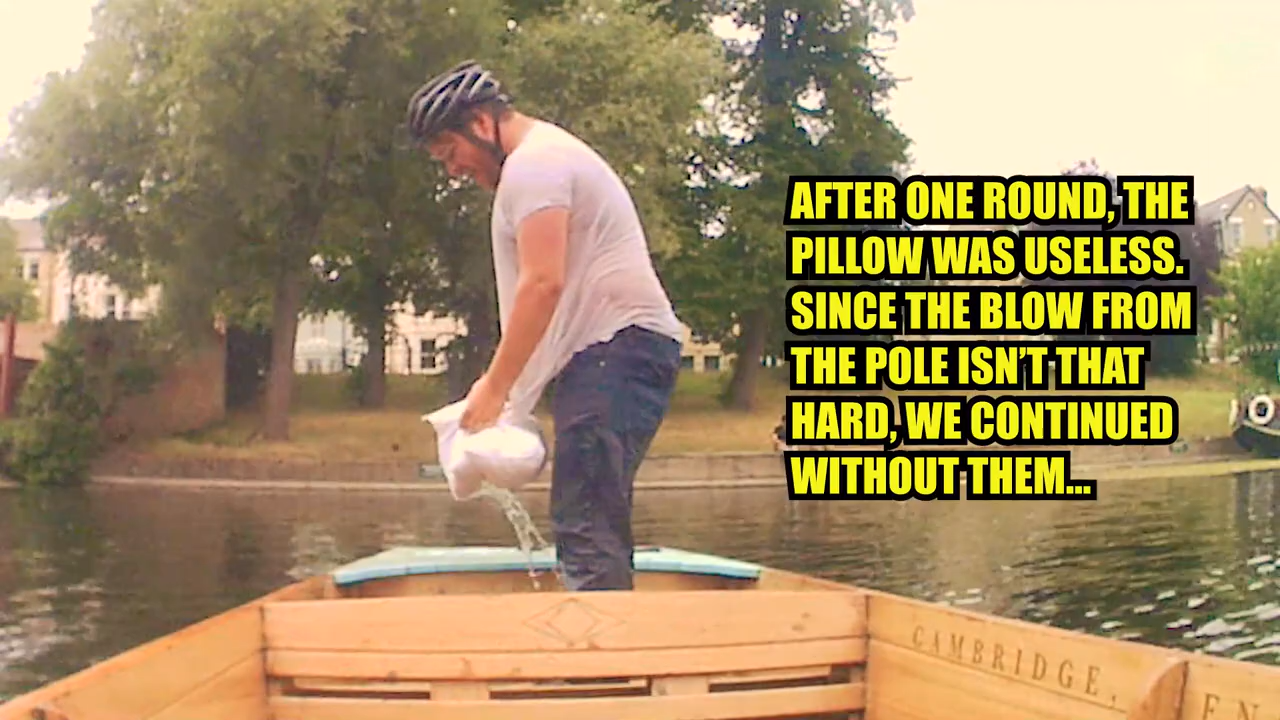 AFTER ONE ROUND, THE
PILLOW WAS USELESS.
SINCE THE BLOW FROM
THE POLE ISN'T THAT
HARD, WE CONTINUED
WITHOUT THEM...
CAMBRIDGE, EN